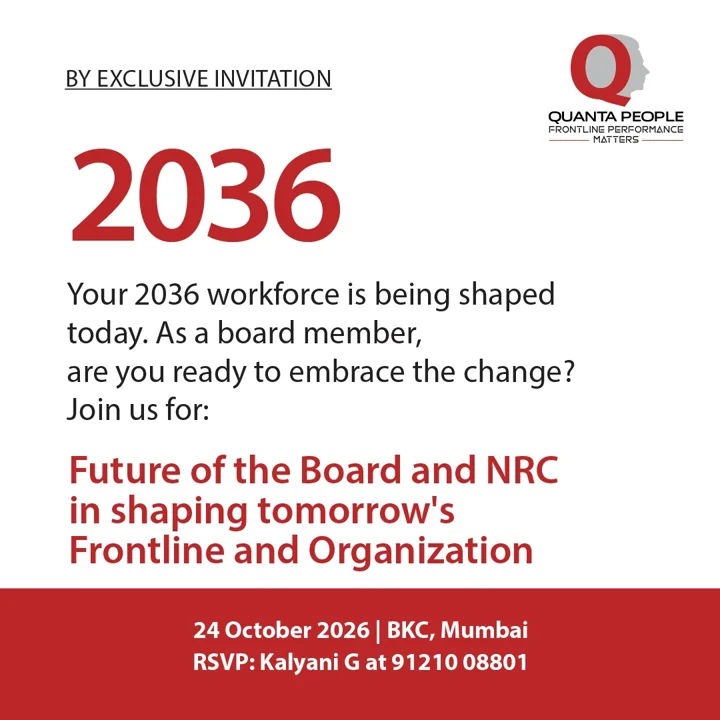 BY EXCLUSIVE INVITATION
QUANTA PEOPLE
FRONTLINE PERFORMANCE
MATTERS
2036
Your 2036 workforce is being shaped
today. As a board member,
are you ready to embrace the change?
Join us for:
Future of the Board and NRC
in shaping tomorrow's
Frontline and Organization
24 October 2026 | BKC, Mumbai
RSVP: Kalyani G at 91210 08801